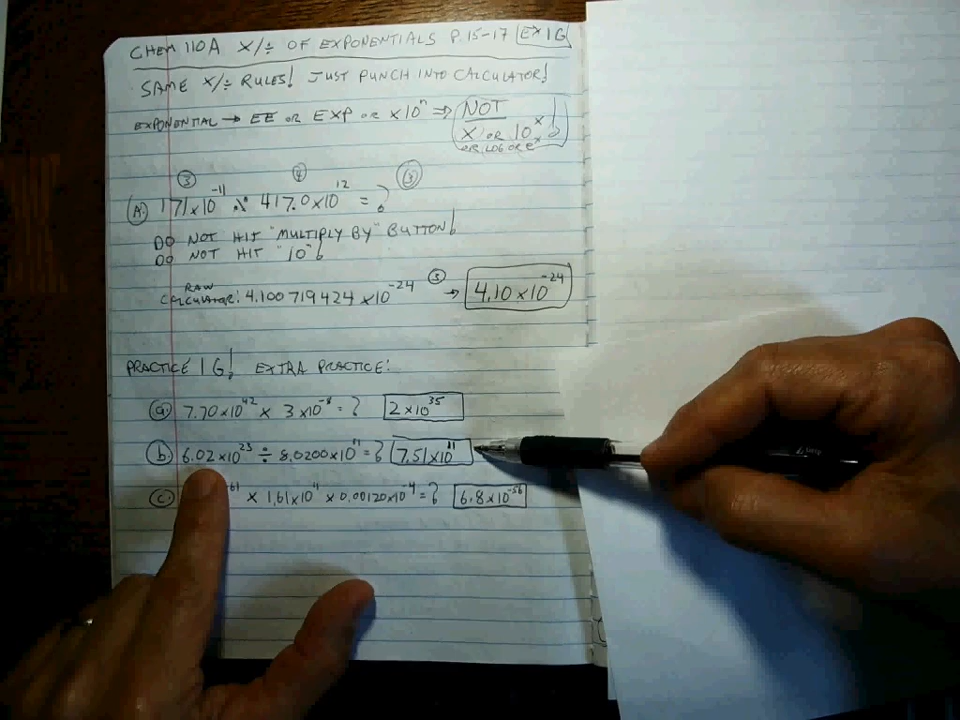 CHEM 110A X/÷ OF EXPONENTIALS P.15-17 EX 1G
SAME X/÷ RULES! JUST PUNCH INTO CALCULATOR!
EXPONENTIAL → EE OR EXP OR ×10ⁿ ⇒ NOT
X OR 10ˣ!
OR LOG OR eˣ
③ ④ ③
A. 171×10⁻¹¹ ÷ 417.0×10¹² = ?
DO NOT HIT "MULTIPLY BY" BUTTON!
DO NOT HIT "10"!
RAW
CALCULATOR: 4.100719424×10⁻²⁴ ③ → 4.10×10⁻²⁴
PRACTICE 1G! EXTRA PRACTICE:
a. 7.70×10⁴² × 3×10⁻⁸ = ? 2×10³⁵
b. 6.02×10²³ ÷ 8.0200×10¹¹ = ? 7.51×10¹¹
c. × 1.61×10¹¹ × 0.00120×10⁻⁴ = ? 6.8×10⁻⁵⁶